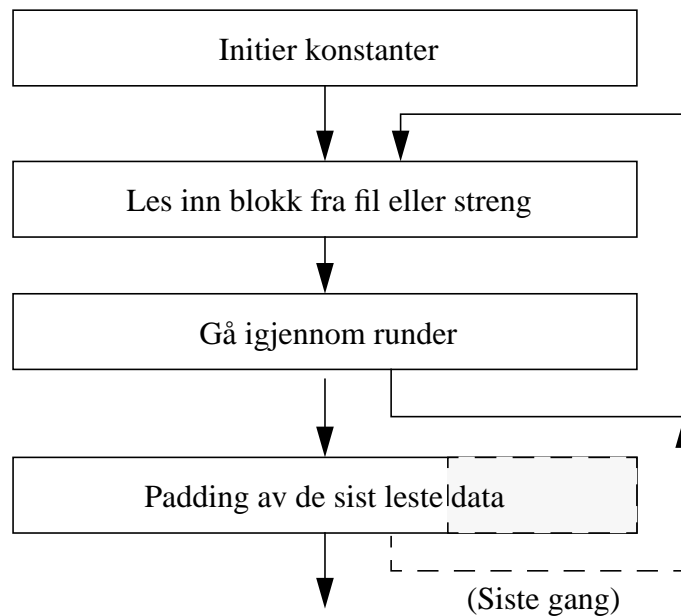 Initier konstanter
Les inn blokk fra fil eller streng
Gå igjennom runder
Padding av de sist leste data
(Siste gang)